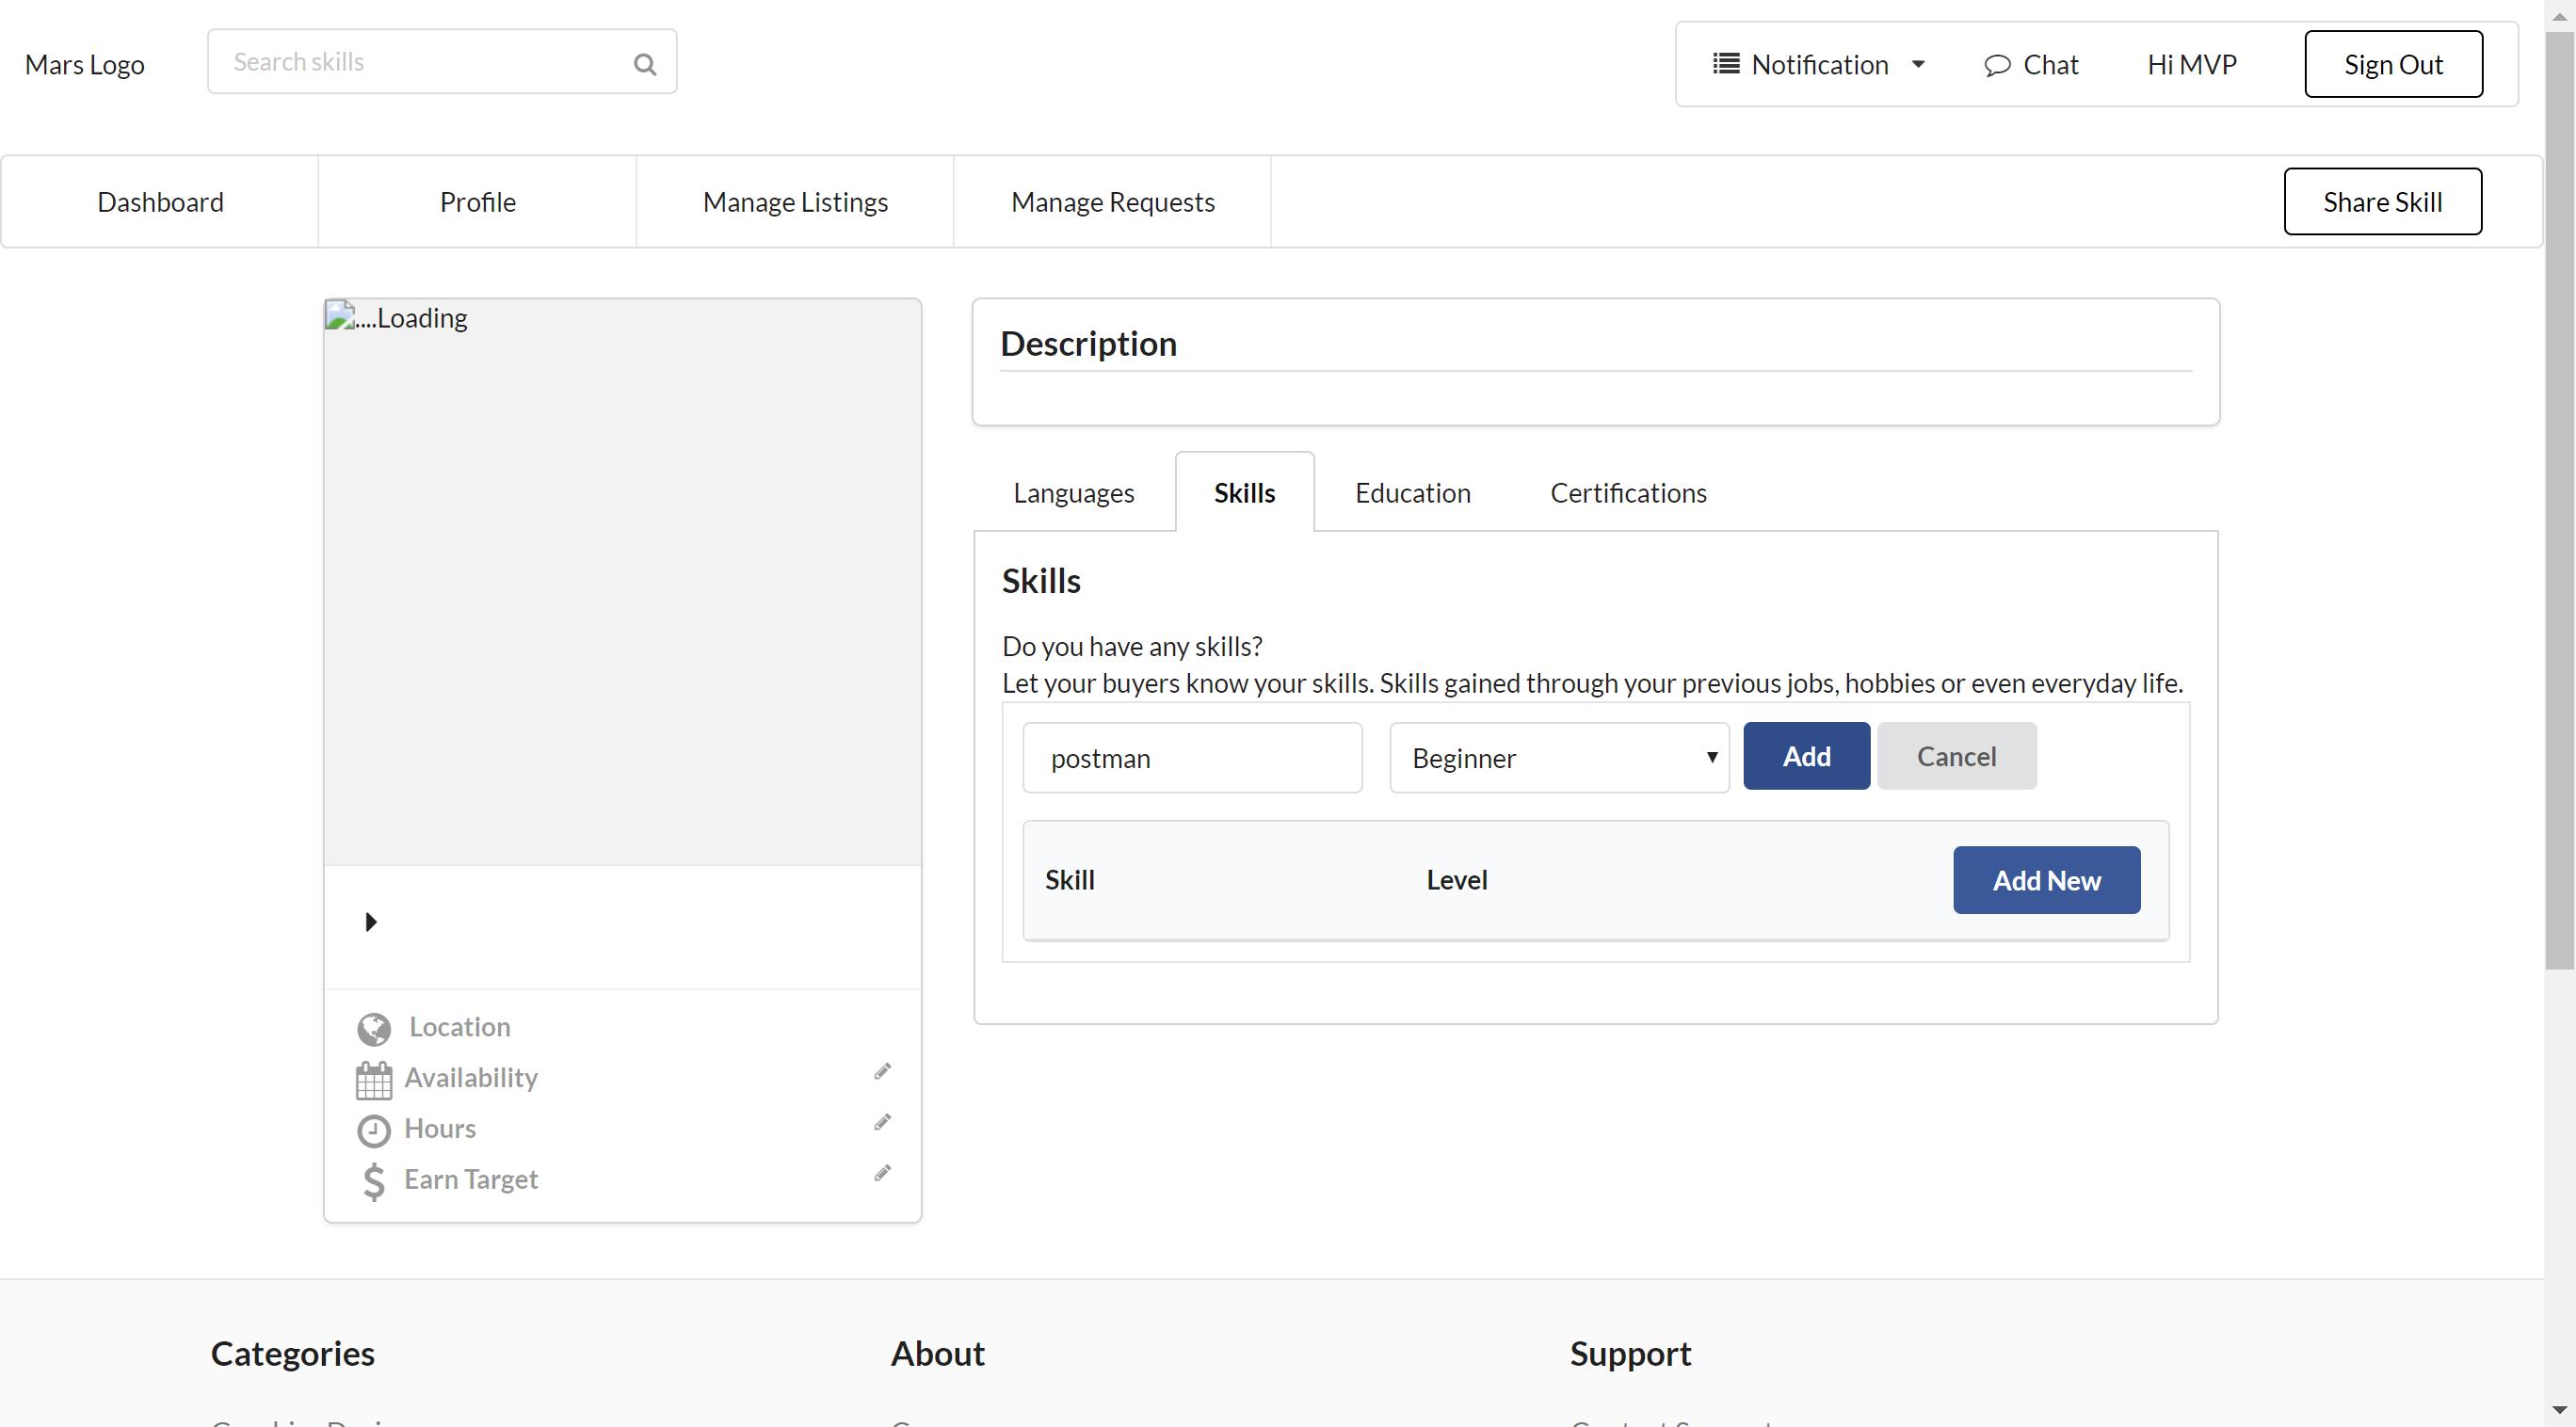 Mars Logo
Search skills
Notification
Chat
Hi MVP
Sign Out
Dashboard
Profile
Manage Listings
Manage Requests
Share Skill
....Loading
Location
Availability
Hours
Earn Target
Description
Languages
Skills
Education
Certifications
Skills
Do you have any skills?
Let your buyers know your skills. Skills gained through your previous jobs, hobbies or even everyday life.
postman
Beginner
Add
Cancel
Skill
Level
Add New
Categories
About
Support